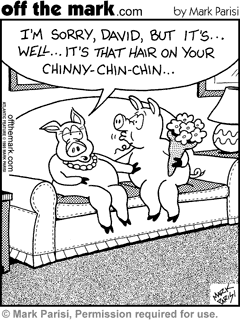 off the mark.com by Mark Parisi
I'M SORRY, DAVID, BUT IT'S...
WELL... IT'S THAT HAIR ON YOUR
CHINNY-CHIN-CHIN...
offthemark.com
MARK
PARISI
© Mark Parisi, Permission required for use.